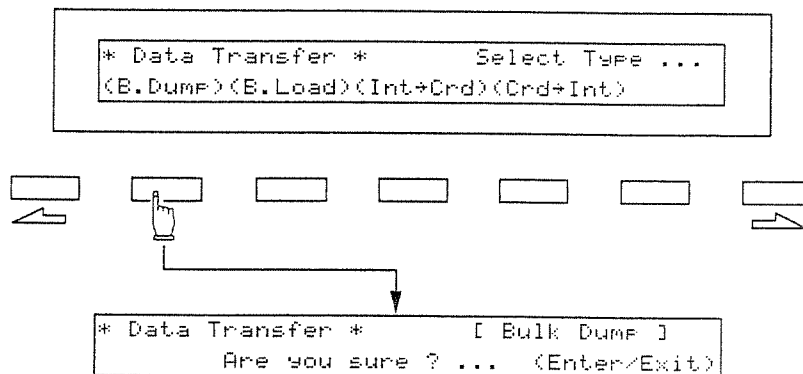 * Data Transfer *        Select Type ...
(B.Dump)(B.Load)(Int→Crd)(Crd→Int)
* Data Transfer *        [ Bulk Dump ]
Are you sure ? ... (Enter/Exit)